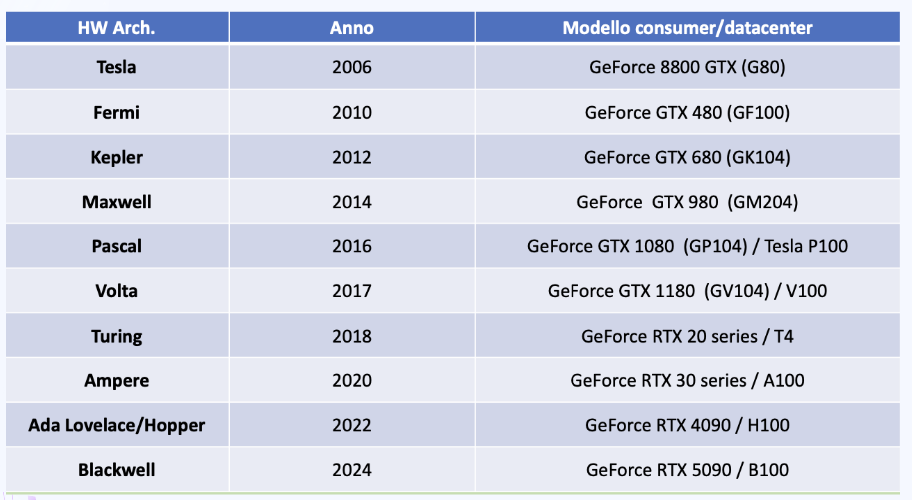 HW Arch. Anno Modello consumer/datacenter
Tesla 2006 GeForce 8800 GTX (G80)
Fermi 2010 GeForce GTX 480 (GF100)
Kepler 2012 GeForce GTX 680 (GK104)
Maxwell 2014 GeForce GTX 980 (GM204)
Pascal 2016 GeForce GTX 1080 (GP104) / Tesla P100
Volta 2017 GeForce GTX 1180 (GV104) / V100
Turing 2018 GeForce RTX 20 series / T4
Ampere 2020 GeForce RTX 30 series / A100
Ada Lovelace/Hopper 2022 GeForce RTX 4090 / H100
Blackwell 2024 GeForce RTX 5090 / B100